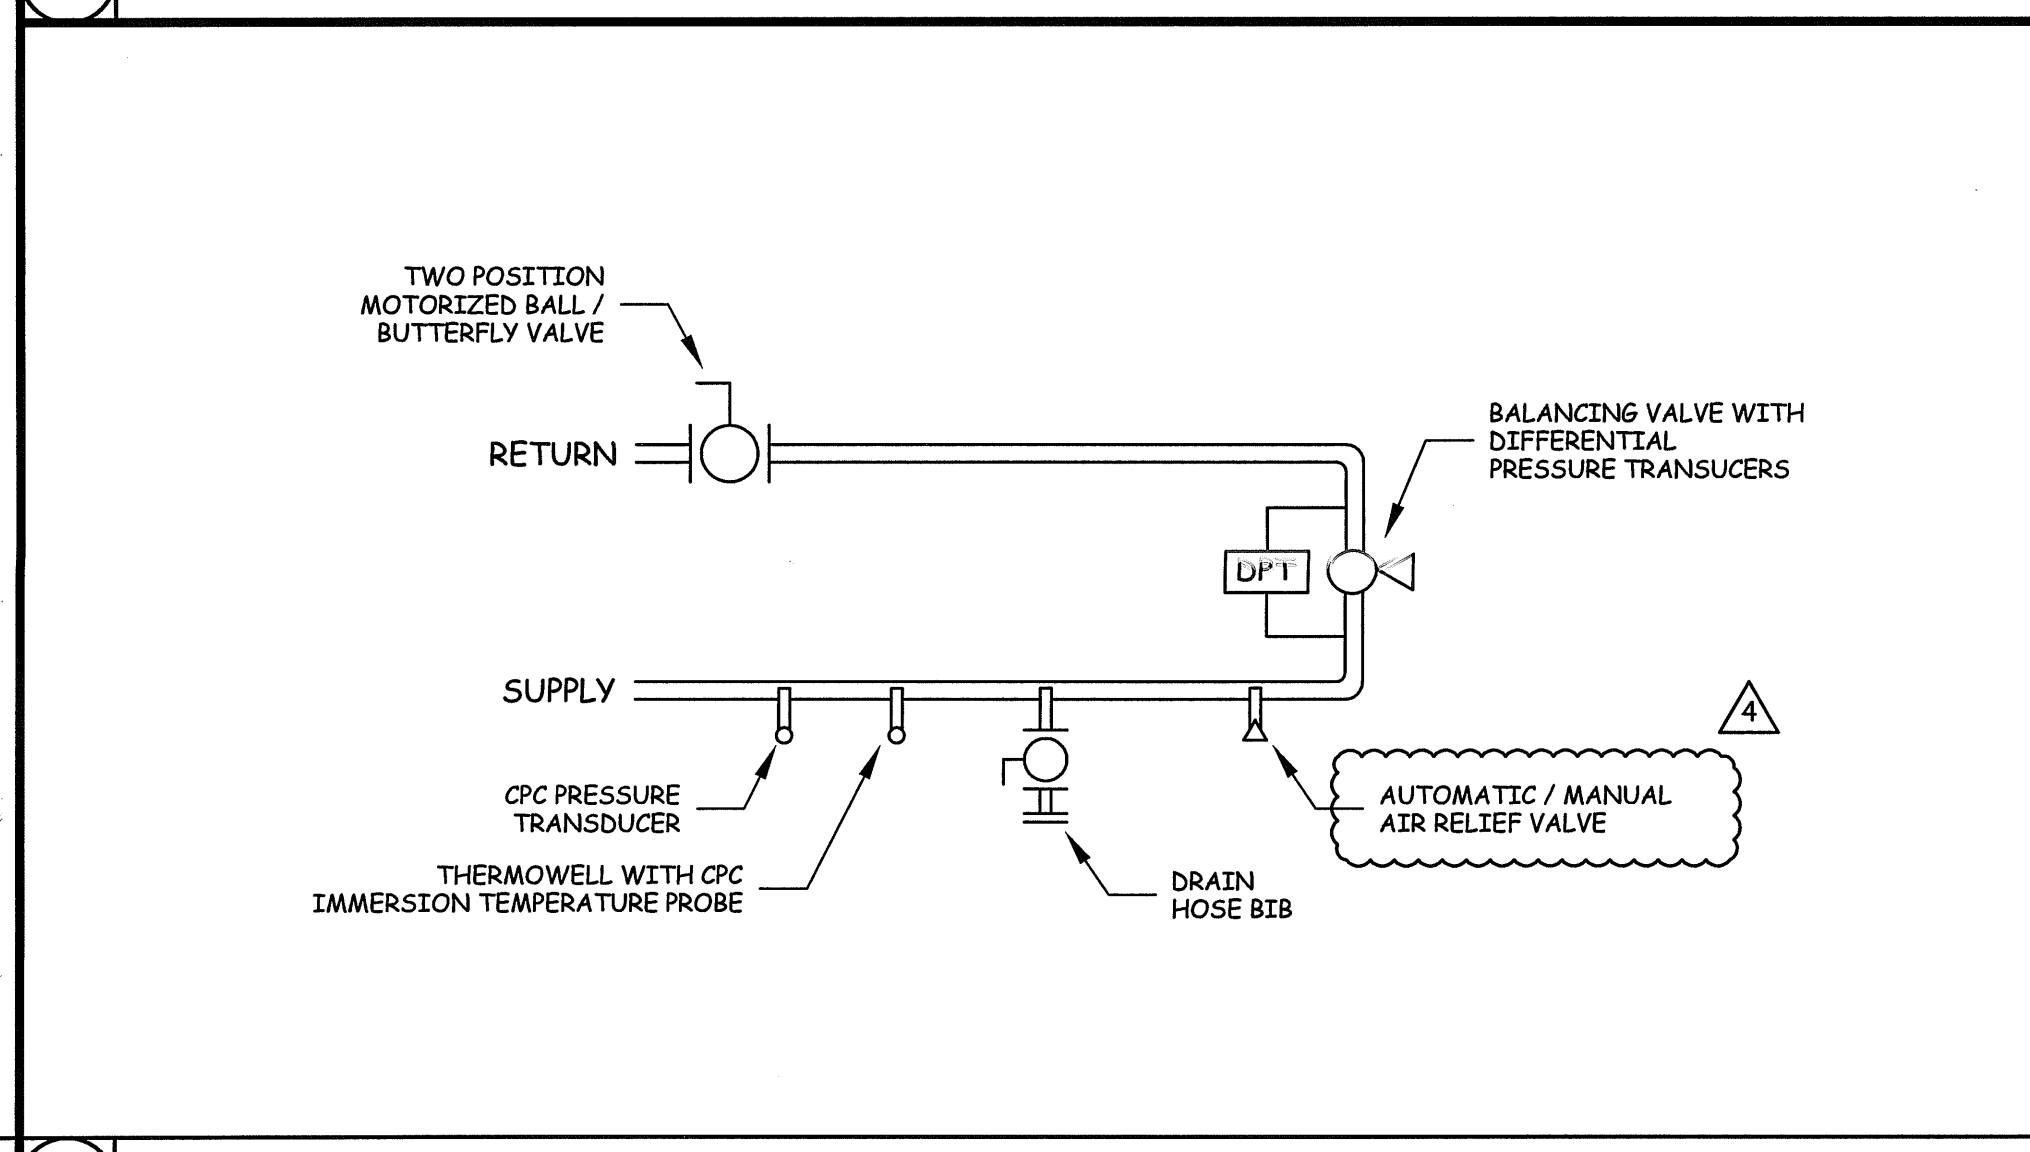 TWO POSITION
MOTORIZED BALL /
BUTTERFLY VALVE
RETURN
BALANCING VALVE WITH
DIFFERENTIAL
PRESSURE TRANSUCERS
DPT
SUPPLY
4
CPC PRESSURE
TRANSDUCER
AUTOMATIC / MANUAL
AIR RELIEF VALVE
THERMOWELL WITH CPC
IMMERSION TEMPERATURE PROBE
DRAIN
HOSE BIB